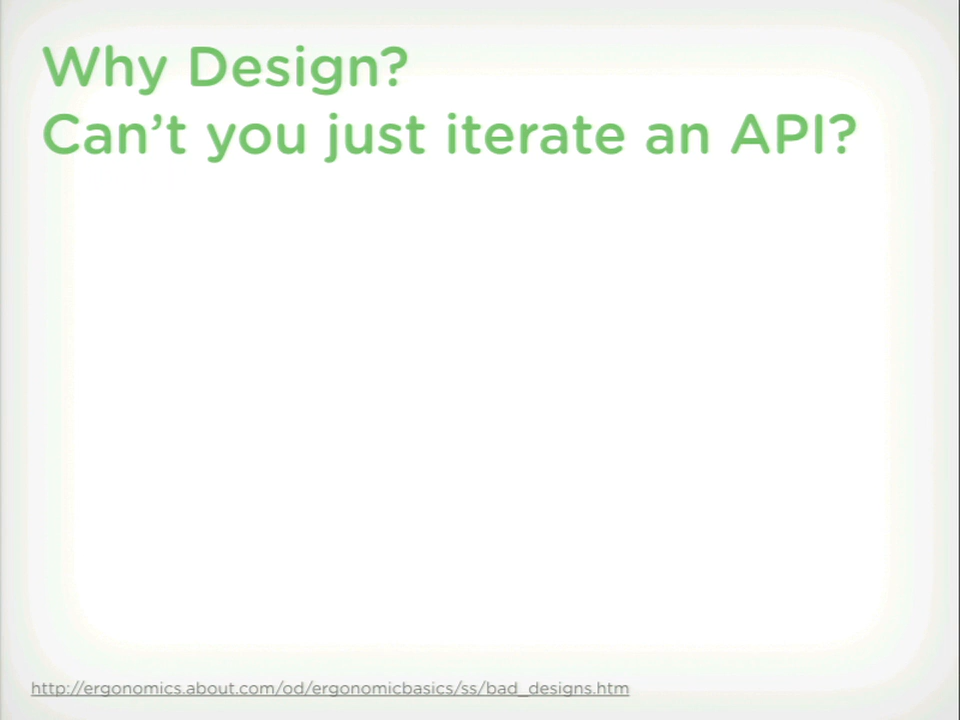 Why Design?
Can’t you just iterate an API?
http://ergonomics.about.com/od/ergonomicbasics/ss/bad_designs.htm